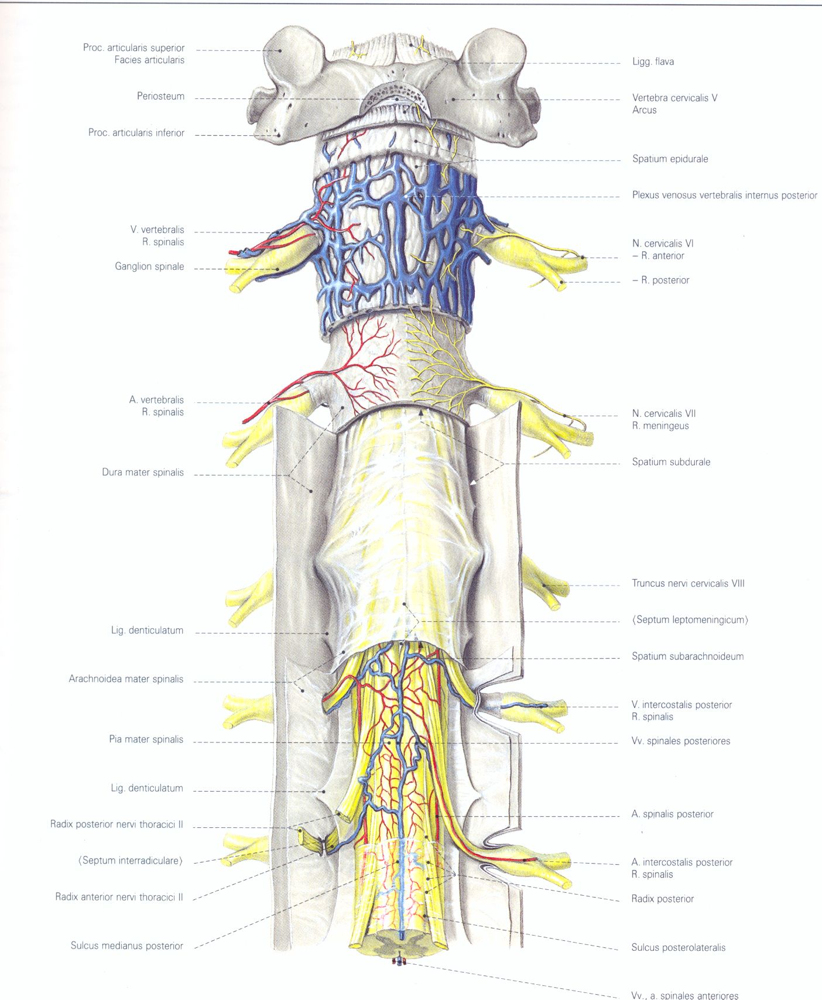 Proc. articularis superior
Facies articularis
Periosteum
Proc. articularis inferior
V. vertebralis
R. spinalis
Ganglion spinale
A. vertebralis
R. spinalis
Dura mater spinalis
Lig. denticulatum
Arachnoidea mater spinalis
Pia mater spinalis
Lig. denticulatum
Radix posterior nervi thoracici II
⟨Septum interradiculare⟩
Radix anterior nervi thoracici II
Sulcus medianus posterior
Ligg. flava
Vertebra cervicalis V
Arcus
Spatium epidurale
Plexus venosus vertebralis internus posterior
N. cervicalis VI
– R. anterior
– R. posterior
N. cervicalis VII
R. meningeus
Spatium subdurale
Truncus nervi cervicalis VIII
⟨Septum leptomeningicum⟩
Spatium subarachnoideum
V. intercostalis posterior
R. spinalis
Vv. spinales posteriores
A. spinalis posterior
A. intercostalis posterior
R. spinalis
Radix posterior
Sulcus posterolateralis
Vv., a. spinales anteriores